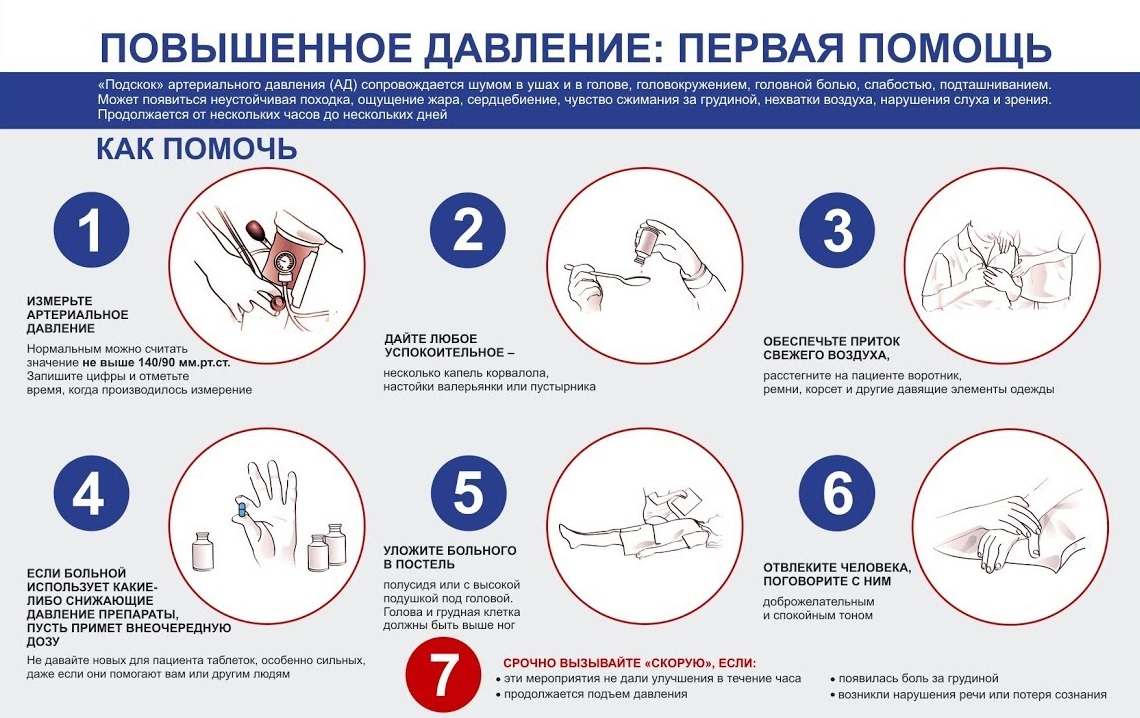 ПОВЫШЕННОЕ ДАВЛЕНИЕ: ПЕРВАЯ ПОМОЩЬ
«Подскок» артериального давления (АД) сопровождается шумом в ушах и в голове, головокружением, головной болью, слабостью, подташниванием.
Может появиться неустойчивая походка, ощущение жара, сердцебиение, чувство сжимания за грудиной, нехватки воздуха, нарушения слуха и зрения.
Продолжается от нескольких часов до нескольких дней
КАК ПОМОЧЬ
1
ИЗМЕРЬТЕ
АРТЕРИАЛЬНОЕ
ДАВЛЕНИЕ
Нормальным можно считать
значение не выше 140/90 мм.рт.ст.
Запишите цифры и отметьте
время, когда производилось измерение
2
ДАЙТЕ ЛЮБОЕ
УСПОКОИТЕЛЬНОЕ –
несколько капель корвалола,
настойки валерьянки или пустырника
3
ОБЕСПЕЧЬТЕ ПРИТОК
СВЕЖЕГО ВОЗДУХА,
расстегните на пациенте воротник,
ремни, корсет и другие давящие элементы одежды
4
ЕСЛИ БОЛЬНОЙ
ИСПОЛЬЗУЕТ КАКИЕ-
ЛИБО СНИЖАЮЩИЕ
ДАВЛЕНИЕ ПРЕПАРАТЫ,
ПУСТЬ ПРИМЕТ ВНЕОЧЕРЕДНУЮ
ДОЗУ
Не давайте новых для пациента таблеток, особенно сильных,
даже если они помогают вам или другим людям
5
УЛОЖИТЕ БОЛЬНОГО
В ПОСТЕЛЬ
полусидя или с высокой
подушкой под головой.
Голова и грудная клетка
должны быть выше ног
6
ОТВЛЕКИТЕ ЧЕЛОВЕКА,
ПОГОВОРИТЕ С НИМ
доброжелательным
и спокойным тоном
7
СРОЧНО ВЫЗЫВАЙТЕ «СКОРУЮ», ЕСЛИ:
• эти мероприятия не дали улучшения в течение часа
• продолжается подъем давления
• появилась боль за грудиной
• возникли нарушения речи или потеря сознания